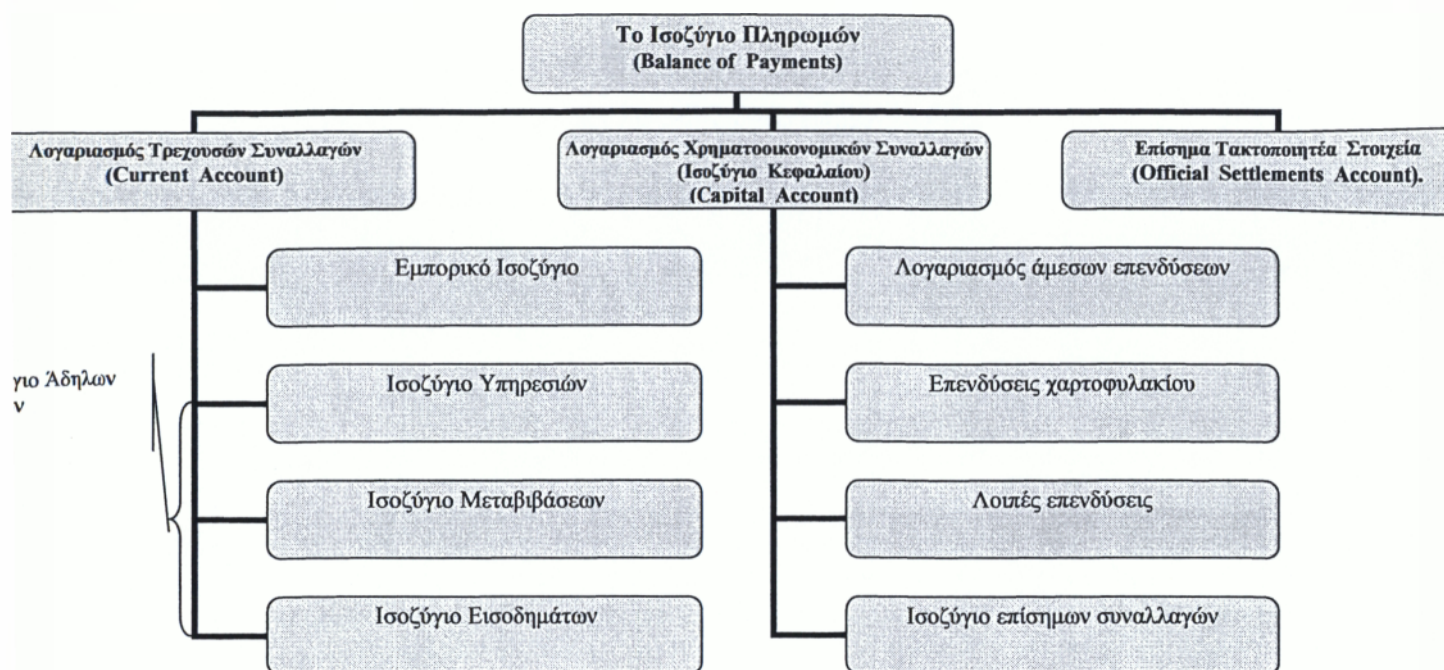 Το Ισοζύγιο Πληρωμών
(Balance of Payments)
Λογαριασμός Τρεχουσών Συναλλαγών
(Current Account)
Λογαριασμός Χρηματοοικονομικών Συναλλαγών
(Ισοζύγιο Κεφαλαίου)
(Capital Account)
Επίσημα Τακτοποιητέα Στοιχεία
(Official Settlements Account).
Εμπορικό Ισοζύγιο
Ισοζύγιο Υπηρεσιών
Ισοζύγιο Μεταβιβάσεων
Ισοζύγιο Εισοδημάτων
γιο Άδηλων
ν
Λογαριασμός άμεσων επενδύσεων
Επενδύσεις χαρτοφυλακίου
Λοιπές επενδύσεις
Ισοζύγιο επίσημων συναλλαγών